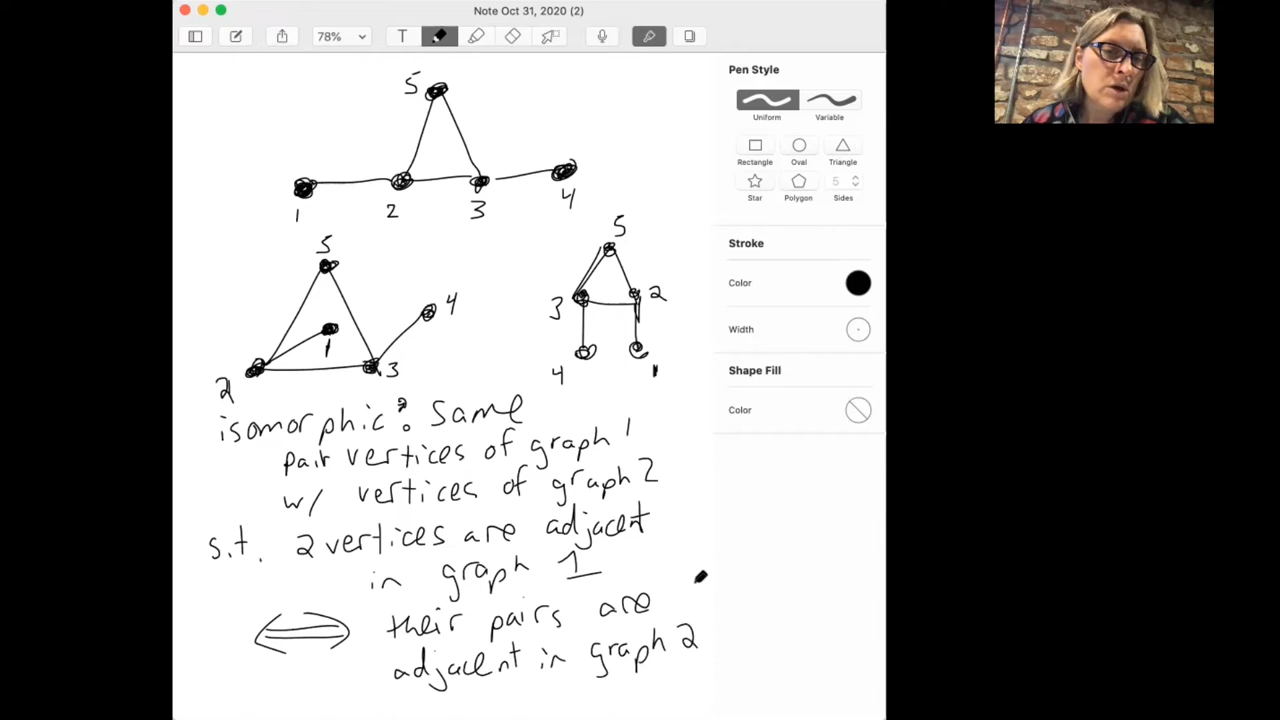 Note Oct 31, 2020 (2)
78%
T
Pen Style
Uniform
Variable
Rectangle
Oval
Triangle
5
Star
Polygon
Sides
Stroke
Color
Width
Shape Fill
Color
5
1
2
3
4
5
4
1
2
3
5
3
2
4
1
isomorphic: Same
pair vertices of graph 1
w/ vertices of graph 2
s.t. 2 vertices are adjacent
in graph 1
⟺ their pairs are
adjacent in graph 2